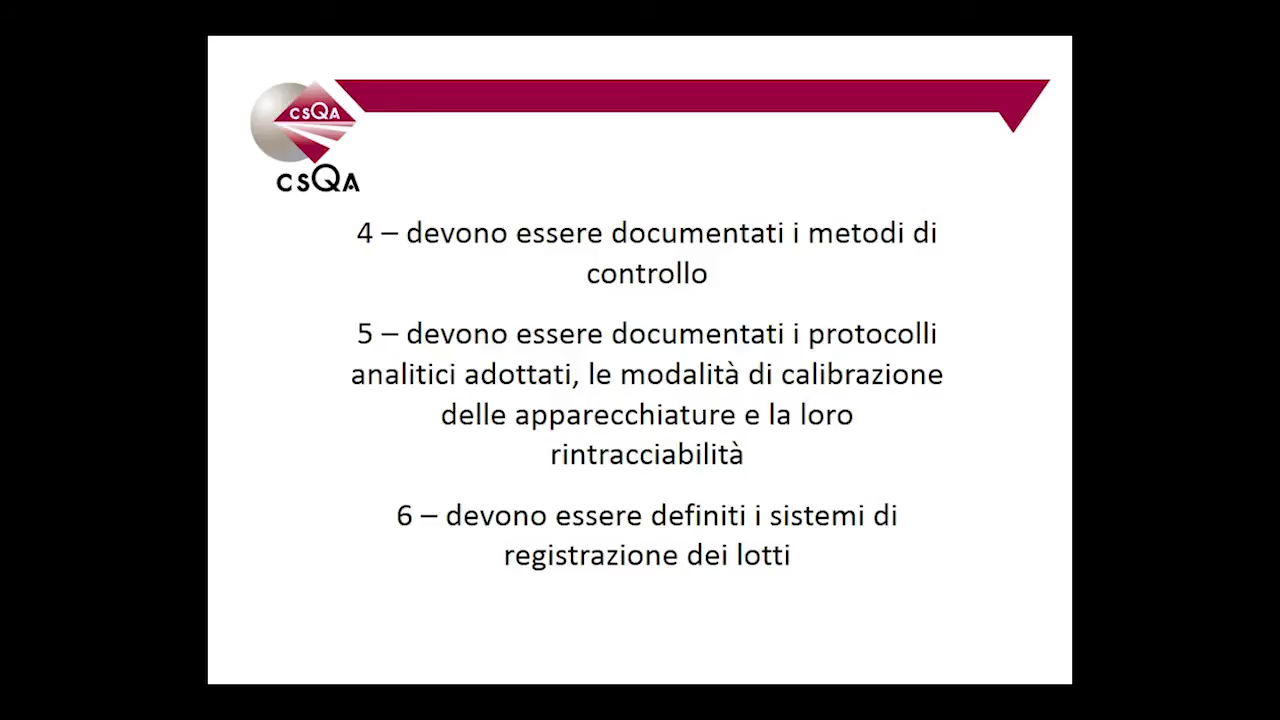 CSQA
CSQA
4 – devono essere documentati i metodi di
controllo
5 – devono essere documentati i protocolli
analitici adottati, le modalità di calibrazione
delle apparecchiature e la loro
rintracciabilità
6 – devono essere definiti i sistemi di
registrazione dei lotti